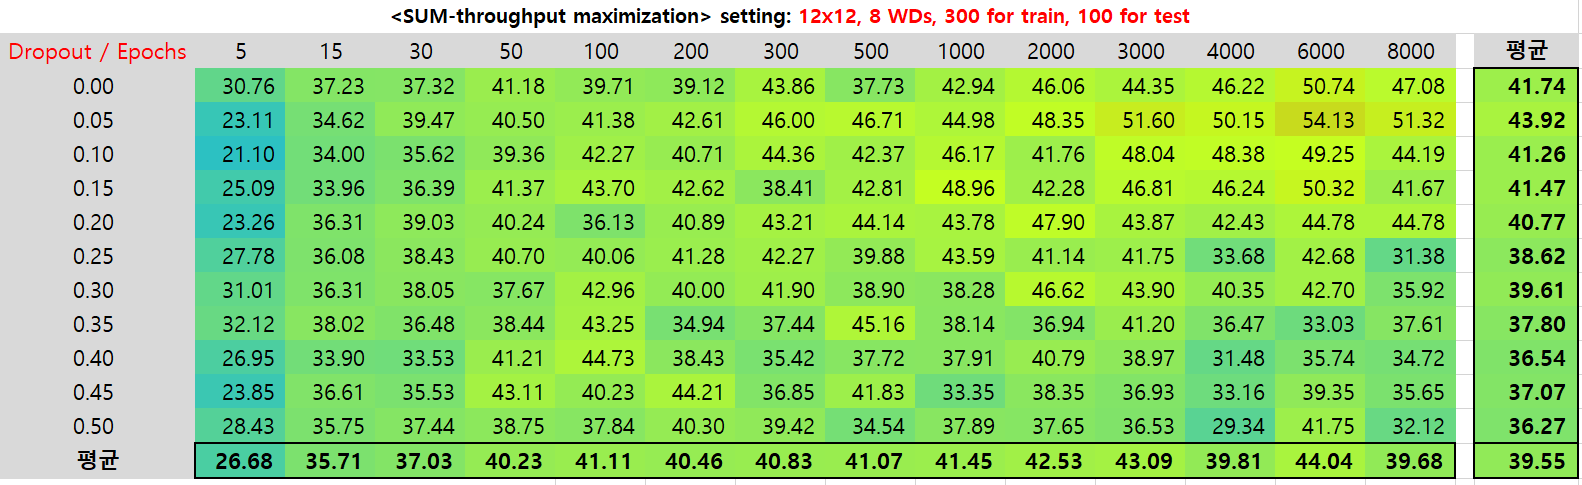 <SUM-throughput maximization> setting: 12x12, 8 WDs, 300 for train, 100 for test
Dropout / Epochs 5 15 30 50 100 200 300 500 1000 2000 3000 4000 6000 8000 평균
0.00 30.76 37.23 37.32 41.18 39.71 39.12 43.86 37.73 42.94 46.06 44.35 46.22 50.74 47.08 41.74
0.05 23.11 34.62 39.47 40.50 41.38 42.61 46.00 46.71 44.98 48.35 51.60 50.15 54.13 51.32 43.92
0.10 21.10 34.00 35.62 39.36 42.27 40.71 44.36 42.37 46.17 41.76 48.04 48.38 49.25 44.19 41.26
0.15 25.09 33.96 36.39 41.37 43.70 42.62 38.41 42.81 48.96 42.28 46.81 46.24 50.32 41.67 41.47
0.20 23.26 36.31 39.03 40.24 36.13 40.89 43.21 44.14 43.78 47.90 43.87 42.43 44.78 44.78 40.77
0.25 27.78 36.08 38.43 40.70 40.06 41.28 42.27 39.88 43.59 41.14 41.75 33.68 42.68 31.38 38.62
0.30 31.01 36.31 38.05 37.67 42.96 40.00 41.90 38.90 38.28 46.62 43.90 40.35 42.70 35.92 39.61
0.35 32.12 38.02 36.48 38.44 43.25 34.94 37.44 45.16 38.14 36.94 41.20 36.47 33.03 37.61 37.80
0.40 26.95 33.90 33.53 41.21 44.73 38.43 35.42 37.72 37.91 40.79 38.97 31.48 35.74 34.72 36.54
0.45 23.85 36.61 35.53 43.11 40.23 44.21 36.85 41.83 33.35 38.35 36.93 33.16 39.35 35.65 37.07
0.50 28.43 35.75 37.44 38.75 37.84 40.30 39.42 34.54 37.89 37.65 36.53 29.34 41.75 32.12 36.27
평균 26.68 35.71 37.03 40.23 41.11 40.46 40.83 41.07 41.45 42.53 43.09 39.81 44.04 39.68 39.55